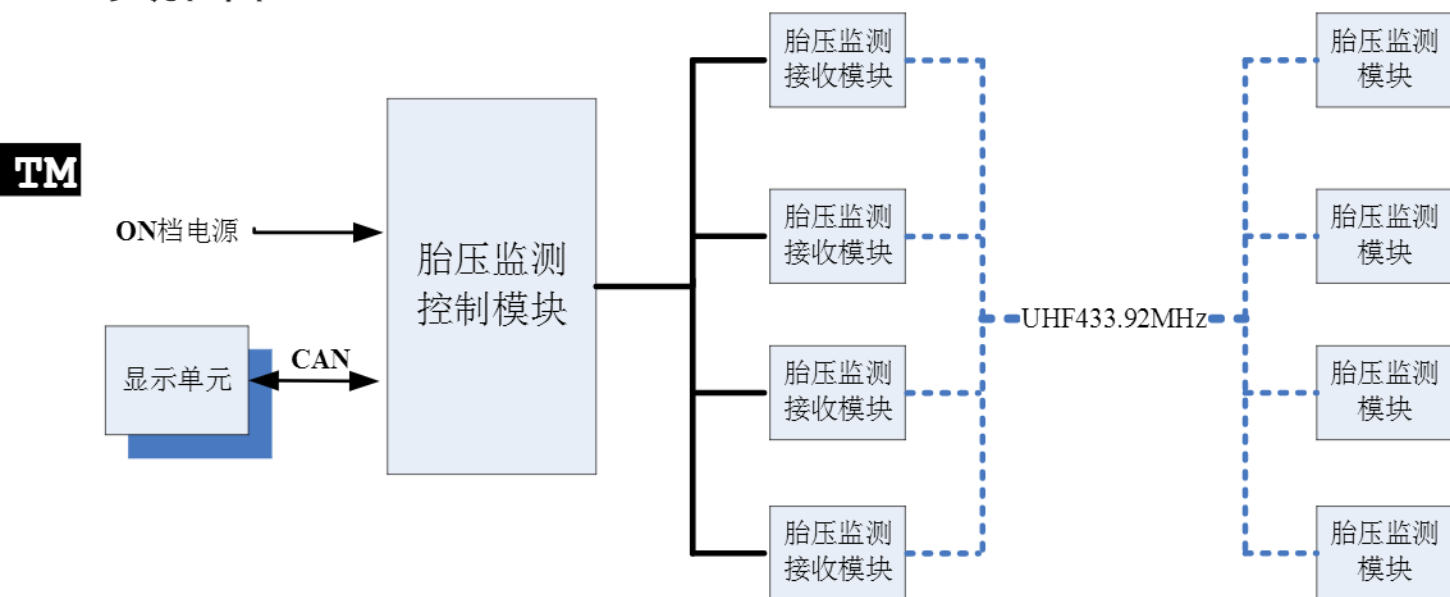 胎压监测
接收模块
胎压监测
模块
TM
ON档电源
胎压监测
控制模块
胎压监测
接收模块
胎压监测
模块
UHF433.92MHz
显示单元
CAN
胎压监测
接收模块
胎压监测
模块
胎压监测
接收模块
胎压监测
模块